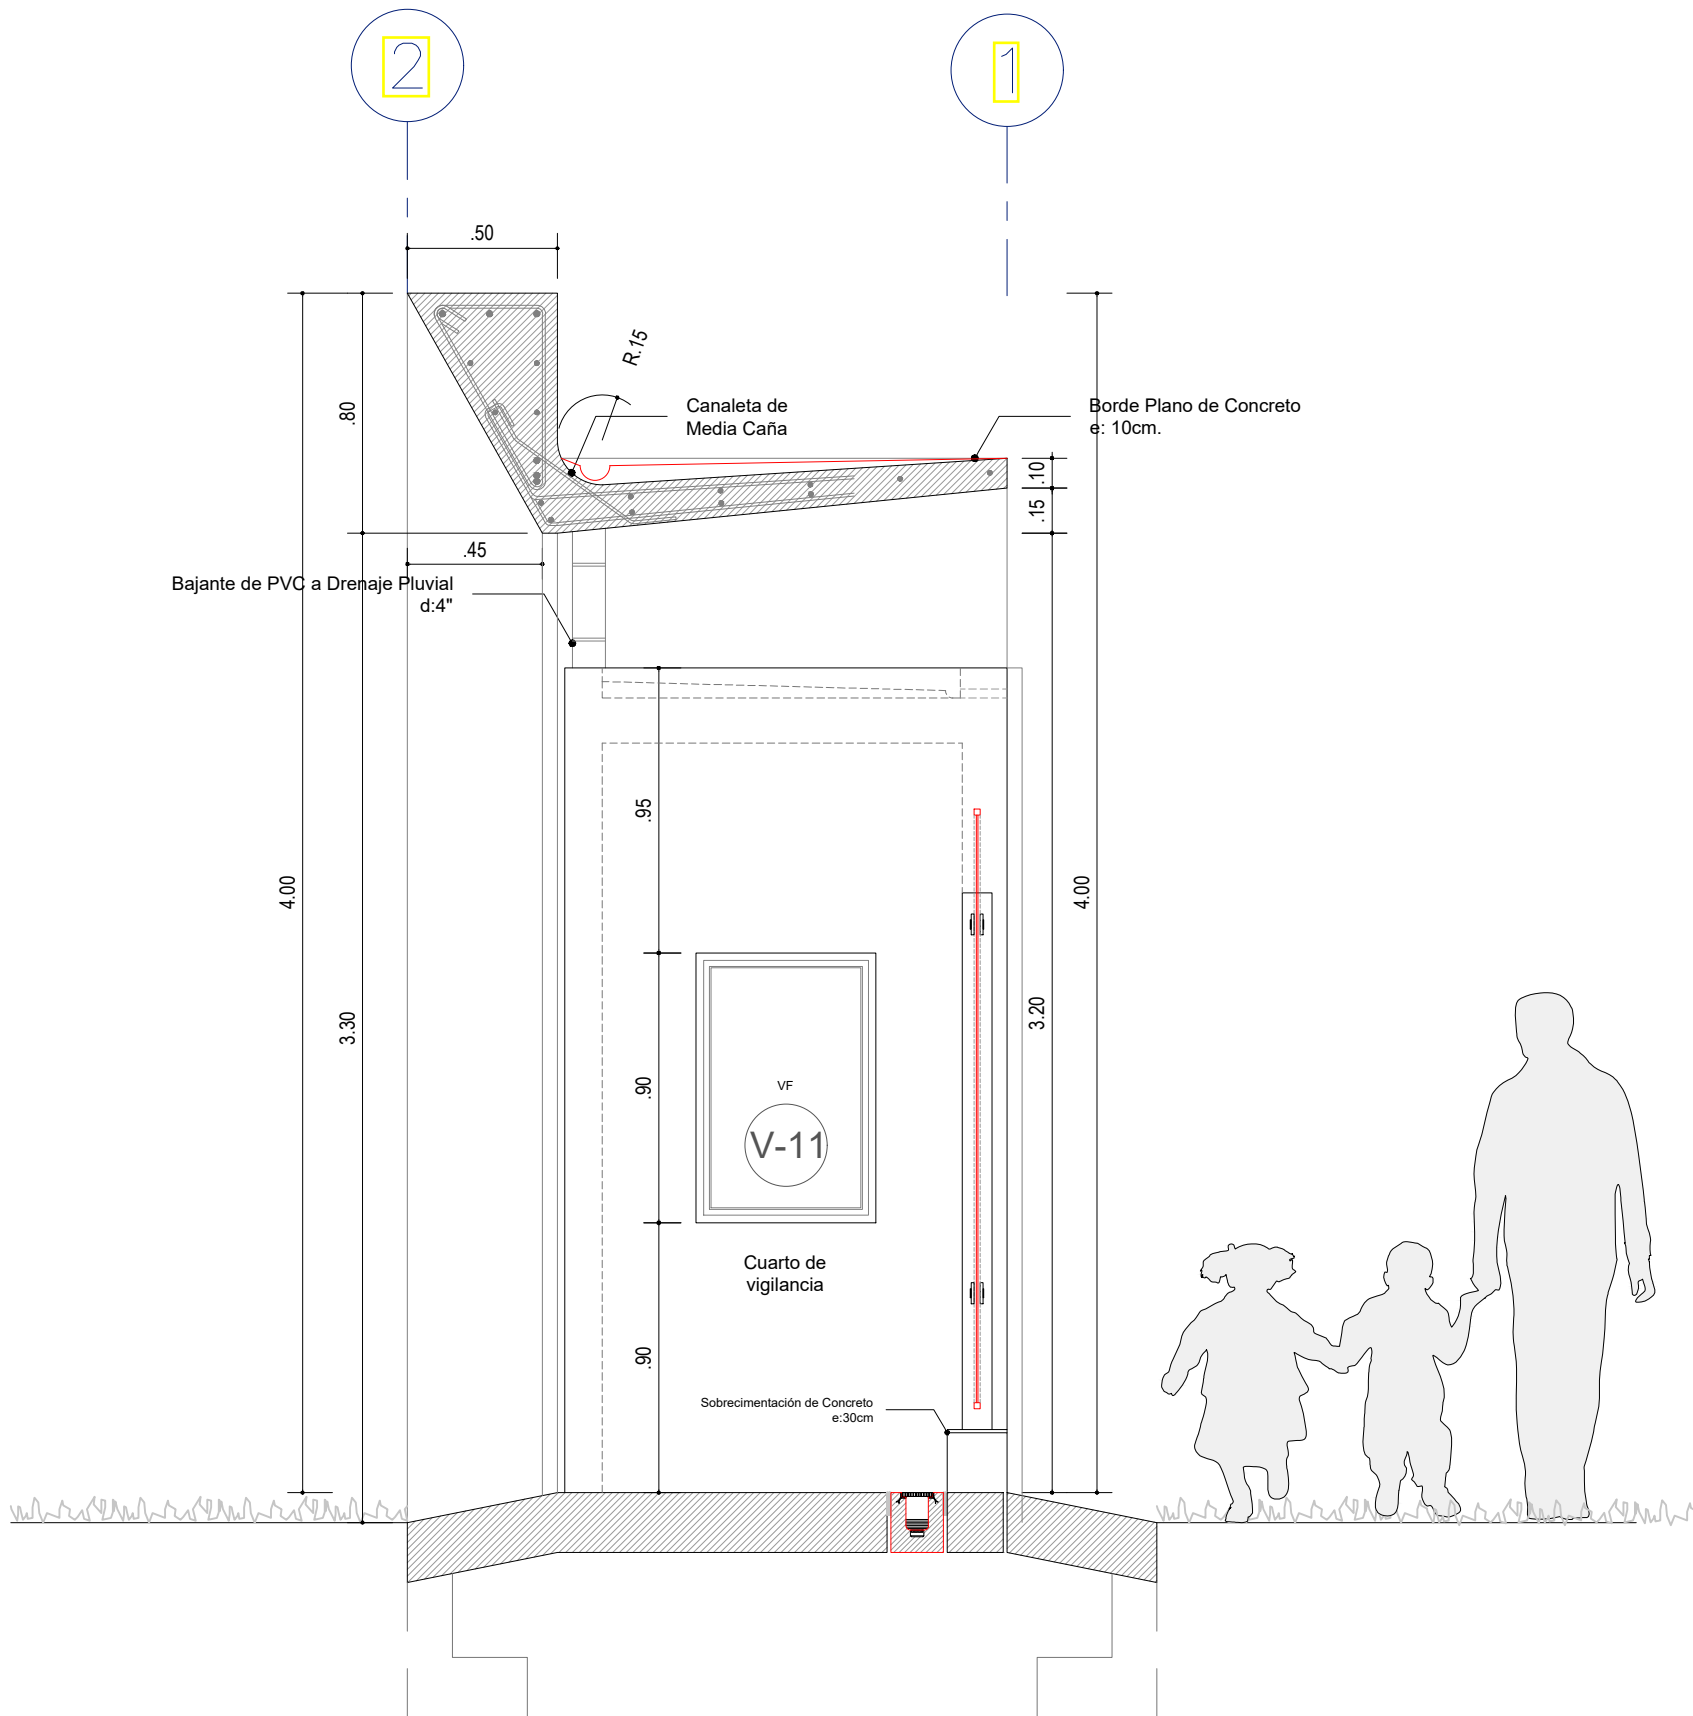 2
1
.50
R.15
Canaleta de
Media Caña
Borde Plano de Concreto
e: 10cm.
.80
.10
.15
.45
Bajante de PVC a Drenaje Pluvial
d:4"
.95
4.00
4.00
3.30
3.20
.90
VF
V-11
Cuarto de
vigilancia
.90
Sobrecimentación de Concreto
e:30cm